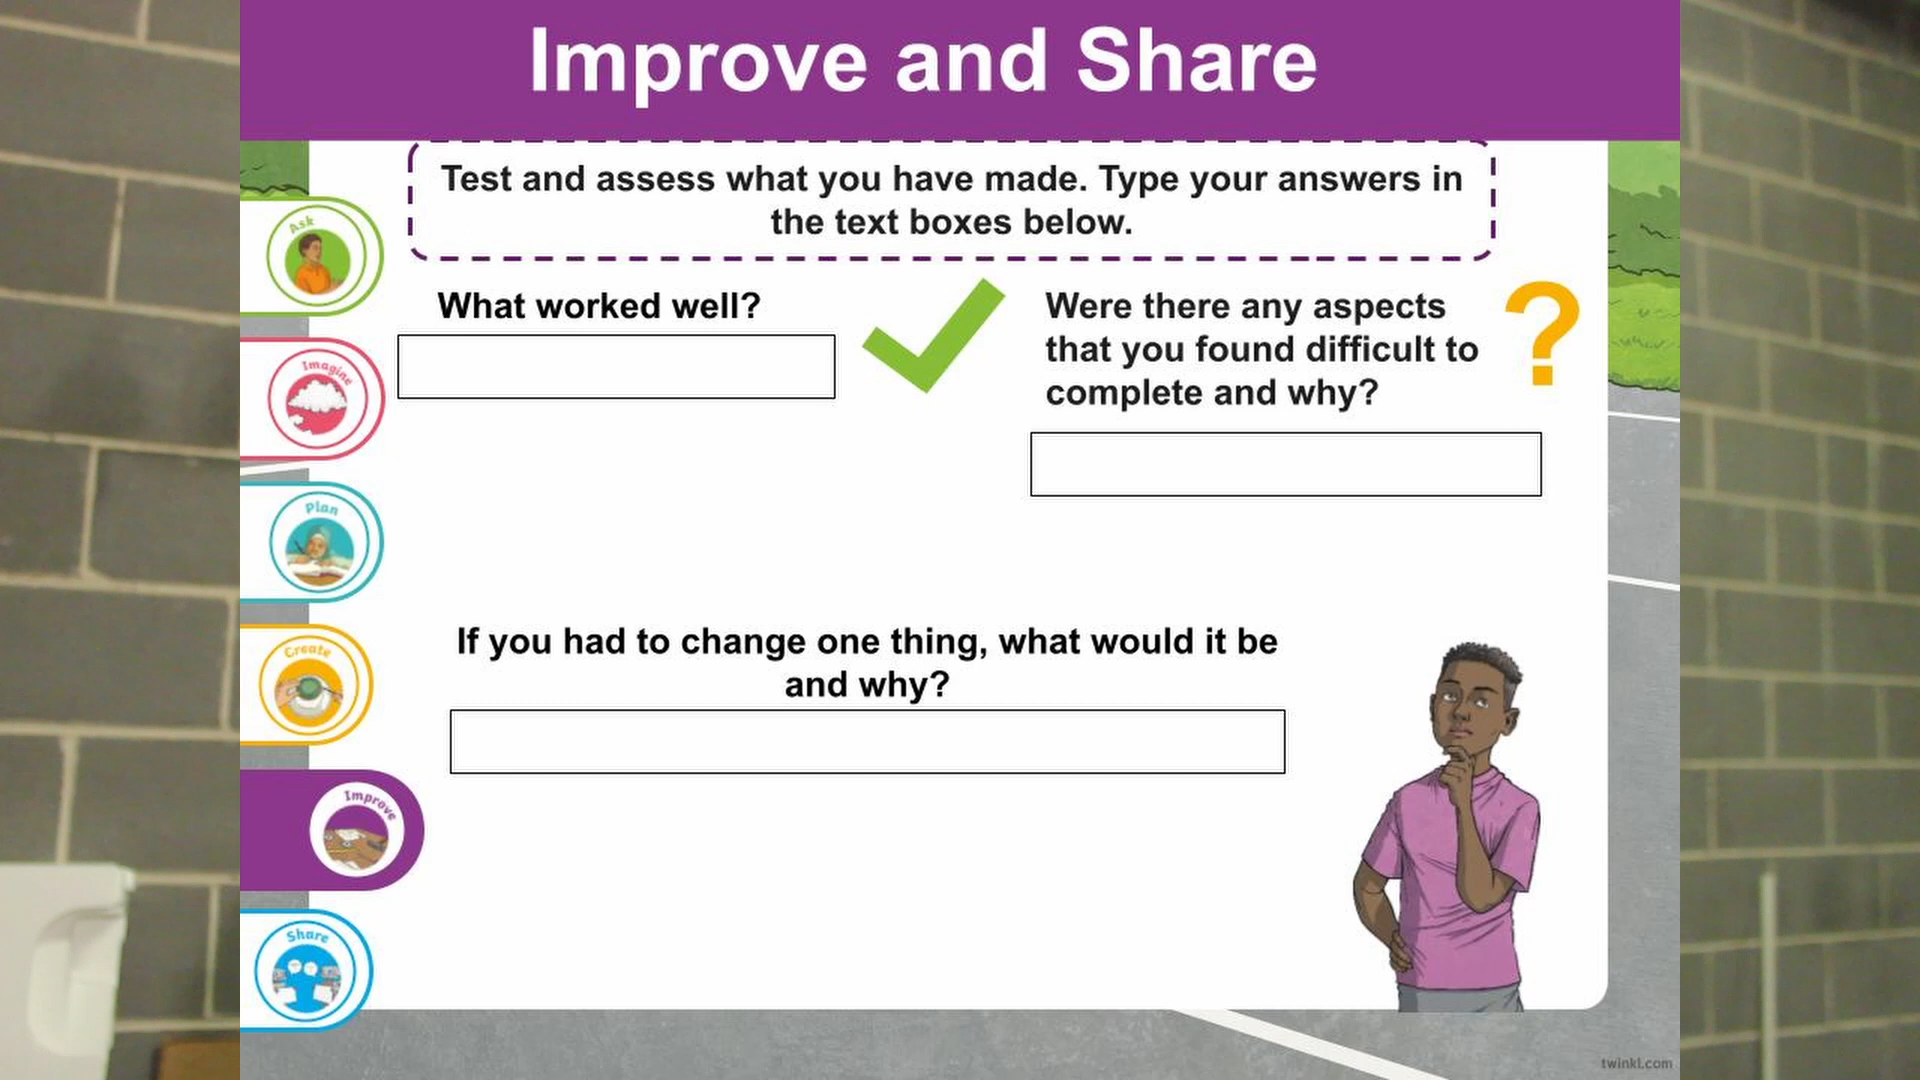 Improve and Share
Test and assess what you have made. Type your answers in
the text boxes below.
What worked well?
Were there any aspects
that you found difficult to
complete and why?
?
If you had to change one thing, what would it be
and why?
Ask
Imagine
Plan
Create
Improve
Share
twinkl.com